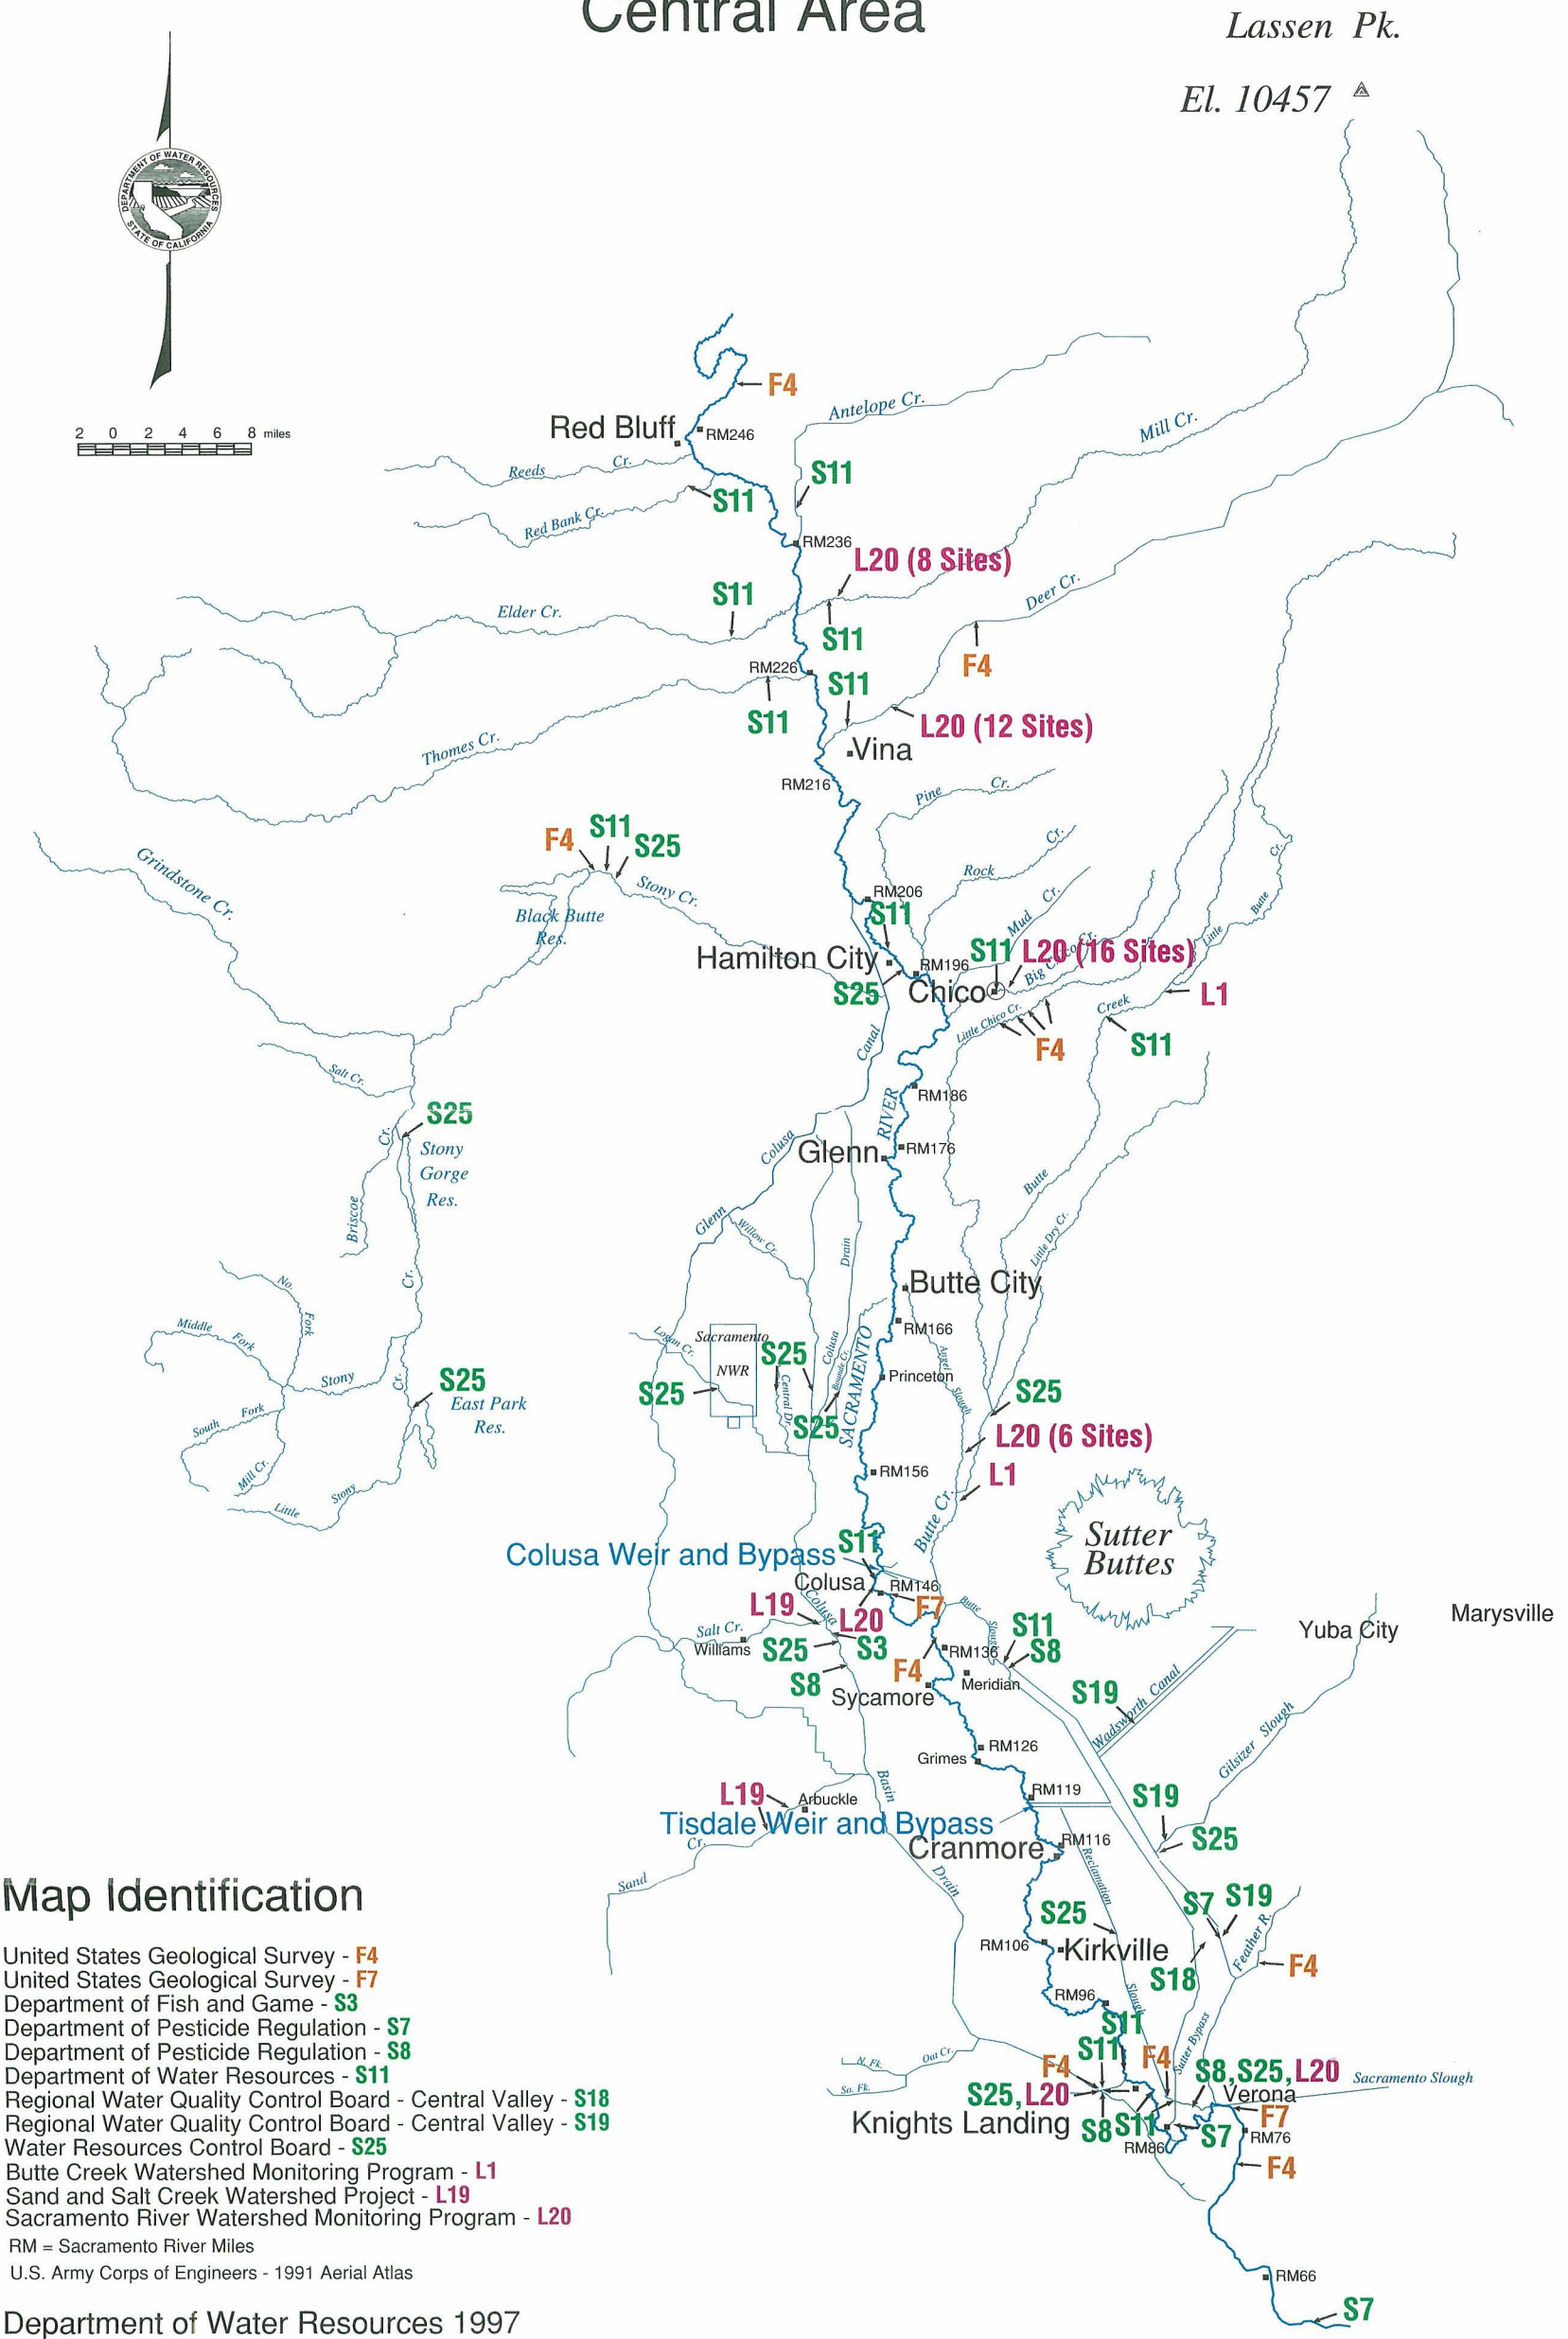 Central Area
Lassen Pk.
El. 10457
DEPARTMENT OF WATER RESOURCES
STATE OF CALIFORNIA
F4
Red Bluff
RM246
Antelope Cr.
Mill Cr.
2 0 2 4 6 8 miles
Reeds Cr.
S11
S11
Red Bank Cr.
RM236
L20 (8 Sites)
S11
Elder Cr.
Deer Cr.
S11
F4
RM226
S11
S11
L20 (12 Sites)
Thomes Cr.
Vina
RM216
Pine Cr.
F4 S11 S25
Grindstone Cr.
Stony Cr.
Rock Cr.
RM206
S11
Black Butte
Res.
Mud Cr.
Little Butte Cr.
Hamilton City
RM196
S11 L20 (16 Sites)
Big Chico Cr.
S25
Chico
L1
Little Chico Cr.
Creek
F4
S11
Canal
Salt Cr.
RM186
S25
RIVER
Cr.
Stony
Gorge
Res.
Colusa
Glenn
RM176
Briscoe
Butte
Glenn
Willow Cr.
Drain
Little Dry Cr.
Cr.
No. Fork
Butte City
RM166
Middle Fork
Logan Cr.
Sacramento
NWR
S25
Colusa
Bounde Cr.
SACRAMENTO
Angel Slough
Princeton
Stony
Cr.
S25
East Park
Res.
S25
Central Dr.
S25
S25
South Fork
L20 (6 Sites)
Mill Cr.
RM156
L1
Little Stony
Butte Cr.
Sutter
Buttes
S11
Colusa Weir and Bypass
Colusa
RM146
F7
L19
Colusa
L20
Butte Slough
Marysville
Yuba City
Salt Cr.
Williams
S25
S3
RM136
S11
S8
S8
F4
Meridian
Sycamore
S19
Wadsworth Canal
Gilsizer Slough
RM126
Grimes
Basin
L19
Arbuckle
RM119
S19
Tisdale Weir and Bypass
S25
Cranmore
RM116
Cr.
Sand
Drain
Reclamation
Map Identification
S7 S19
S25
Feather R.
RM106
Kirkville
F4
United States Geological Survey - F4
United States Geological Survey - F7
Department of Fish and Game - S3
Department of Pesticide Regulation - S7
Department of Pesticide Regulation - S8
Department of Water Resources - S11
Regional Water Quality Control Board - Central Valley - S18
Regional Water Quality Control Board - Central Valley - S19
Water Resources Control Board - S25
Butte Creek Watershed Monitoring Program - L1
Sand and Salt Creek Watershed Project - L19
Sacramento River Watershed Monitoring Program - L20
RM = Sacramento River Miles
U.S. Army Corps of Engineers - 1991 Aerial Atlas
Department of Water Resources 1997
S18
RM96
Slough
S11
Sutter Bypass
S11
F4
F4
N. Fk.
Oat Cr.
So. Fk.
S8,S25,L20
Sacramento Slough
S25,L20
Verona
Knights Landing
S8
S11
S7
F7
RM76
RM86
F4
RM66
S7